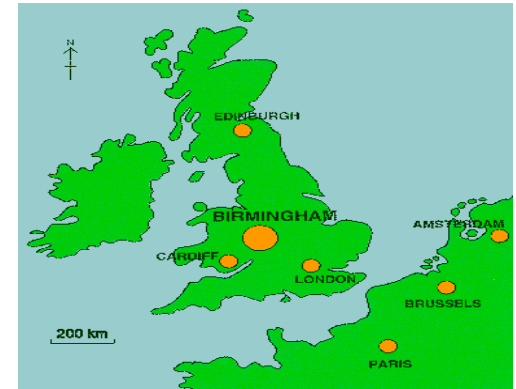 N
EDINBURGH
BIRMINGHAM
AMSTERDAM
CARDIFF
LONDON
BRUSSELS
200 km
PARIS